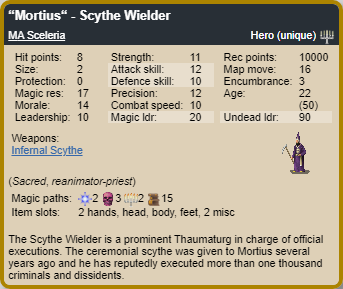 “Mortius“ - Scythe Wielder
MA Sceleria Hero (unique)
Hit points: 8 Strength: 11 Rec points: 10000
Size: 2 Attack skill: 12 Map move: 16
Protection: 0 Defence skill: 10 Encumbrance: 3
Magic res: 17 Precision: 12 Age: 22
Morale: 14 Combat speed: 10 (50)
Leadership: 10 Magic ldr: 20 Undead ldr: 90
Weapons:
Infernal Scythe
(Sacred, reanimator-priest)
Magic paths: 2 3 2 15
Item slots: 2 hands, head, body, feet, 2 misc
The Scythe Wielder is a prominent Thaumaturg in charge of official
executions. The ceremonial scythe was given to Mortius several
years ago and he has reputedly executed more than one thousand
criminals and dissidents.